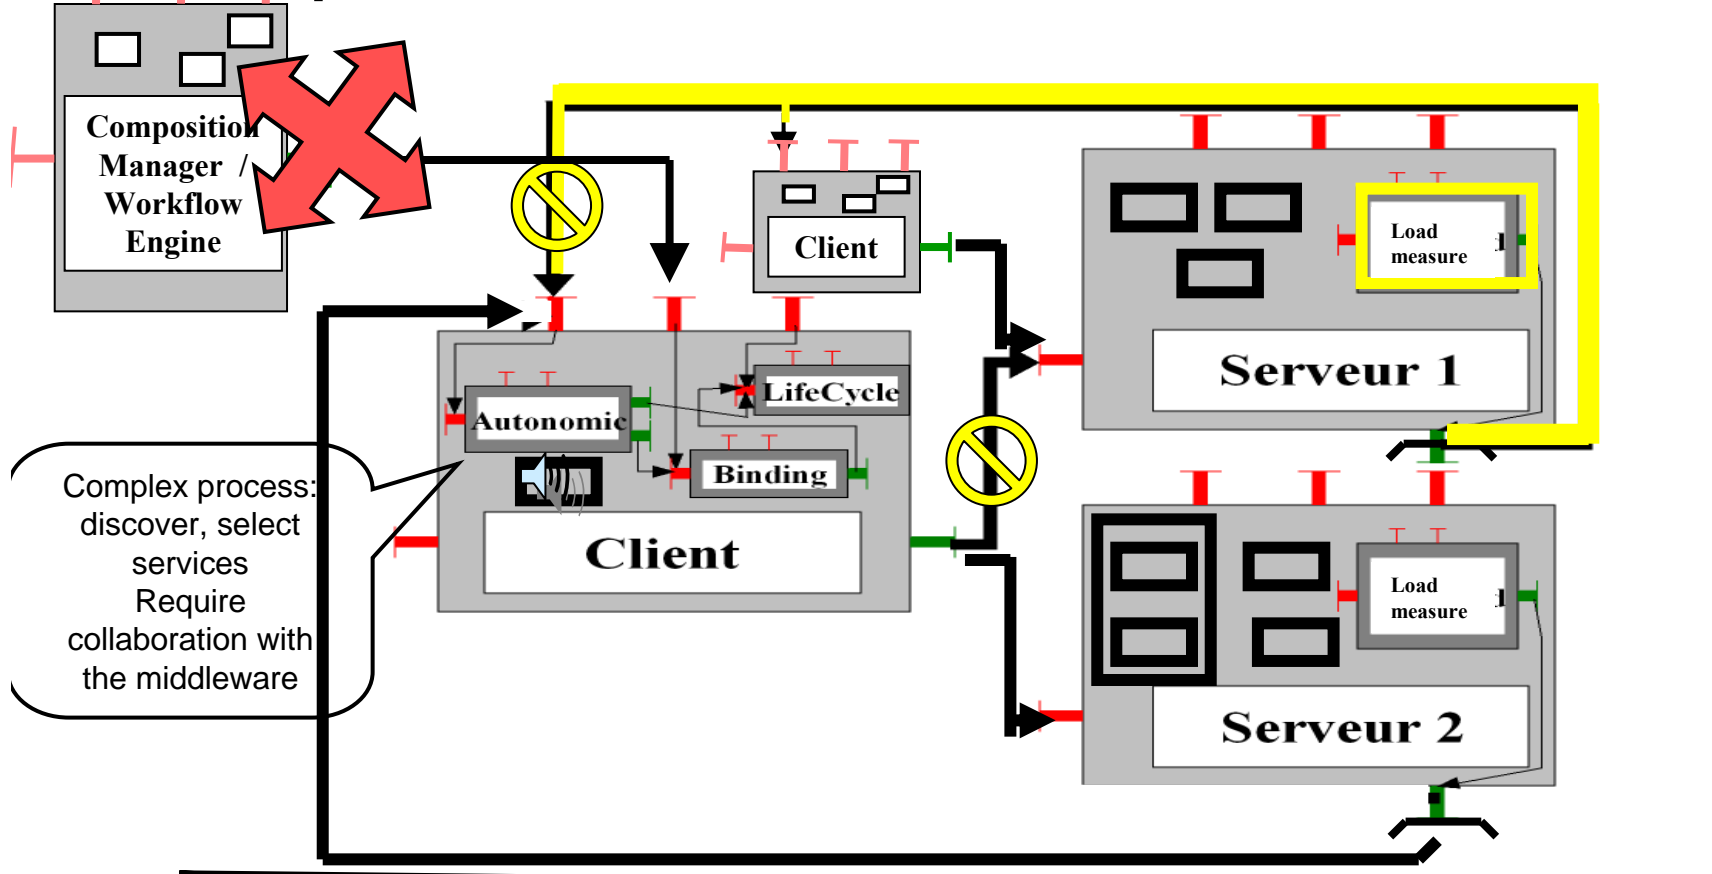 Composition
Manager /
Workflow
Engine
Client
Load
measure
Serveur 1
LifeCycle
Autonomic
Binding
Client
Complex process:
discover, select
services
Require
collaboration with
the middleware
Load
measure
Serveur 2